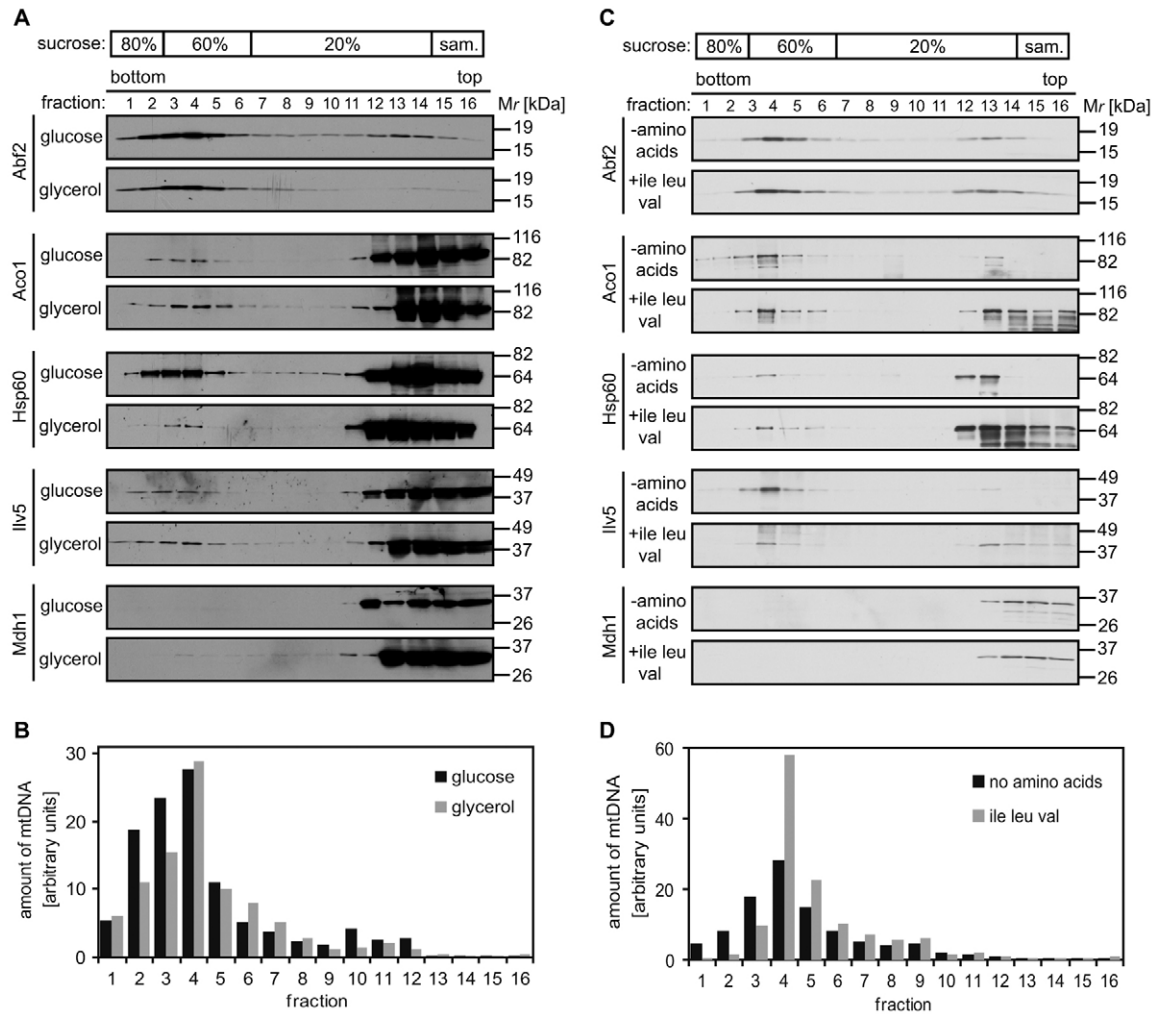 A
sucrose: 80% 60% 20% sam.
bottom top
fraction: 1 2 3 4 5 6 7 8 9 10 11 12 13 14 15 16 Mr [kDa]
Abf2
glucose 19
15
glycerol 19
15
Aco1
glucose 116
82
glycerol 116
82
Hsp60
glucose 82
64
glycerol 82
64
Ilv5
glucose 49
37
glycerol 49
37
Mdh1
glucose 37
26
glycerol 37
26
B
amount of mtDNA
[arbitrary units]
30
20
10
0
glucose
glycerol
1 2 3 4 5 6 7 8 9 10 11 12 13 14 15 16
fraction
C
sucrose: 80% 60% 20% sam.
bottom top
fraction: 1 2 3 4 5 6 7 8 9 10 11 12 13 14 15 16 Mr [kDa]
Abf2
-amino 19
acids 15
+ile leu 19
val 15
Aco1
-amino 116
acids 82
+ile leu 116
val 82
Hsp60
-amino 82
acids 64
+ile leu 82
val 64
Ilv5
-amino 49
acids 37
+ile leu 49
val 37
Mdh1
-amino 37
acids 26
+ile leu 37
val 26
D
amount of mtDNA
[arbitrary units]
60
40
20
0
no amino acids
ile leu val
1 2 3 4 5 6 7 8 9 10 11 12 13 14 15 16
fraction